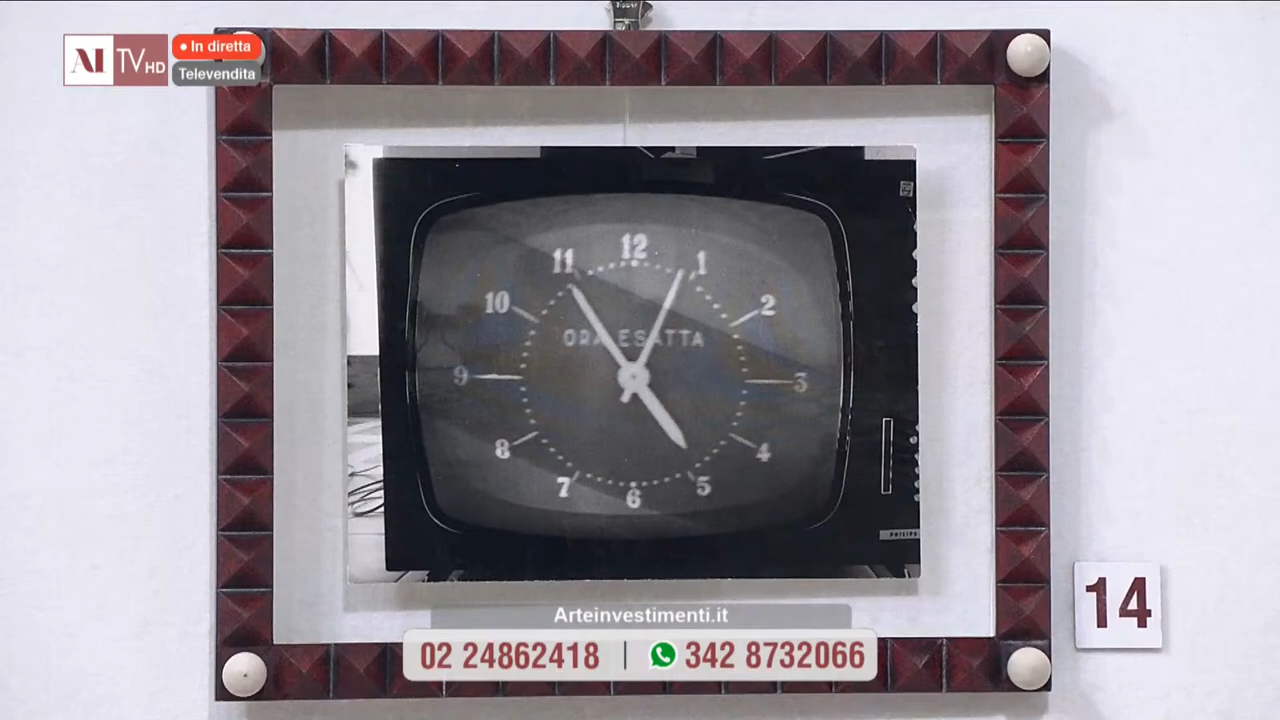 AI TV HD
• In diretta
Televendita
12
11
1
10
2
ORA ESATTA
9
3
8
4
7
5
6
PHILIPS
14
Arteinvestimenti.it
02 24862418 | 342 8732066